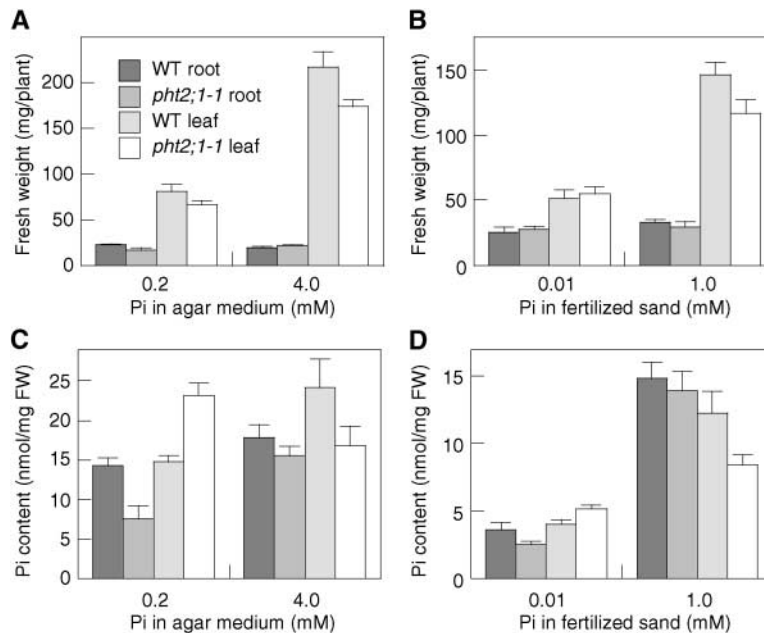 A
Fresh weight (mg/plant)
200
150
100
50
0
WT root
pht2;1-1 root
WT leaf
pht2;1-1 leaf
0.2 4.0
Pi in agar medium (mM)
B
Fresh weight (mg/plant)
150
100
50
0
0.01 1.0
Pi in fertilized sand (mM)
C
Pi content (nmol/mg FW)
25
20
15
10
5
0
0.2 4.0
Pi in agar medium (mM)
D
Pi content (nmol/mg FW)
15
10
5
0
0.01 1.0
Pi in fertilized sand (mM)